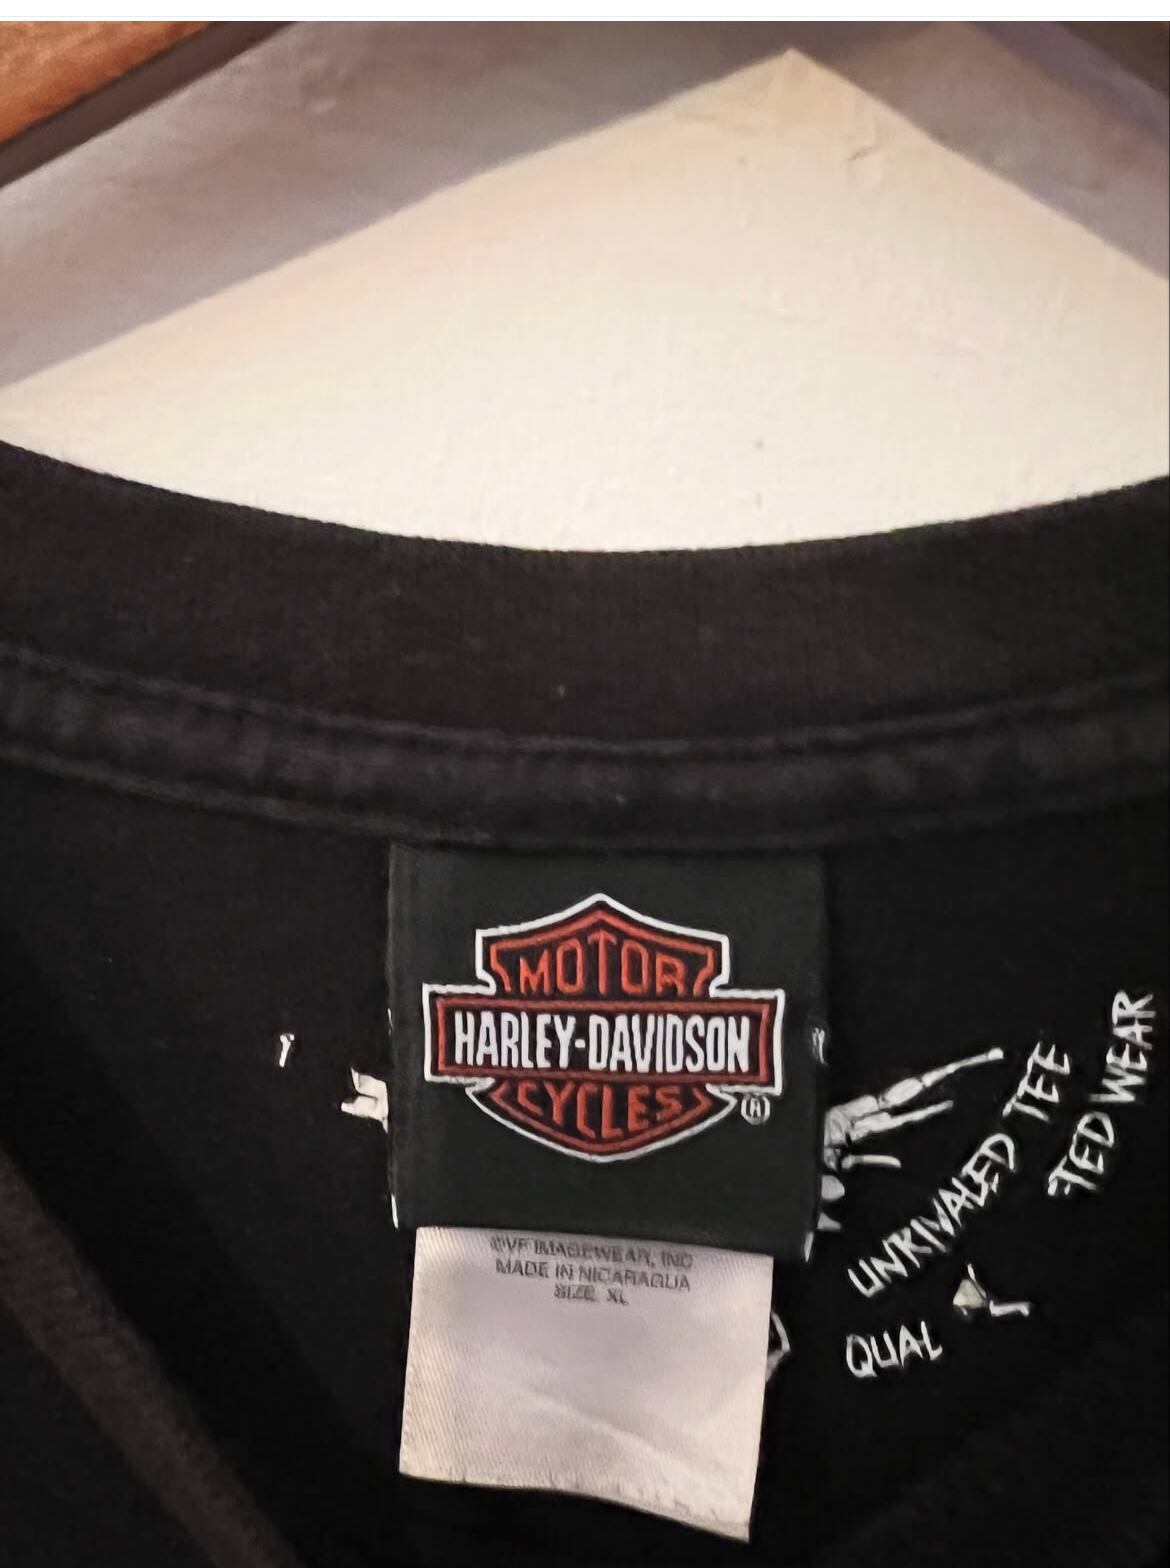 MOTOR
HARLEY-DAVIDSON
CYCLES
®
©VF IMAGEWEAR, INC
MADE IN NICARAGUA
SIZE XL
UNRIVALED TEE
TED WEAR
QUAL